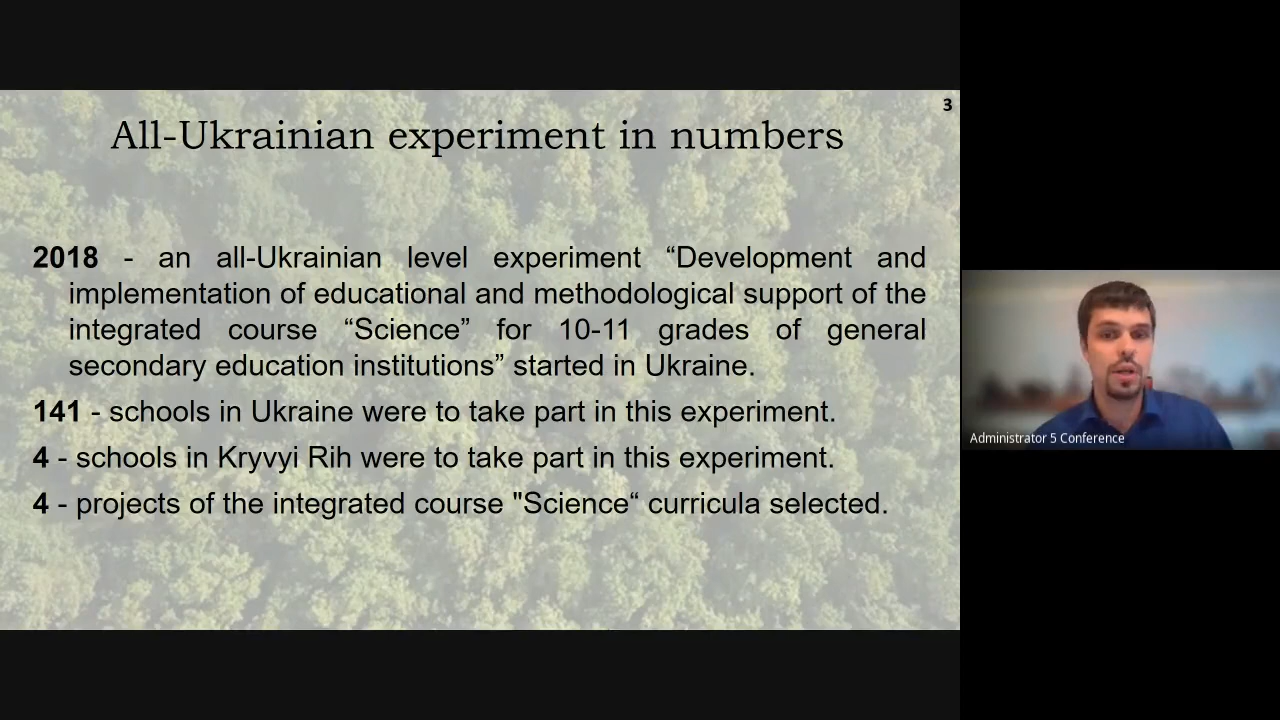 3
All-Ukrainian experiment in numbers
2018 - an all-Ukrainian level experiment “Development and
implementation of educational and methodological support of the
integrated course “Science” for 10-11 grades of general
secondary education institutions” started in Ukraine.
141 - schools in Ukraine were to take part in this experiment.
4 - schools in Kryvyi Rih were to take part in this experiment.
4 - projects of the integrated course "Science“ curricula selected.
Administrator 5 Conference